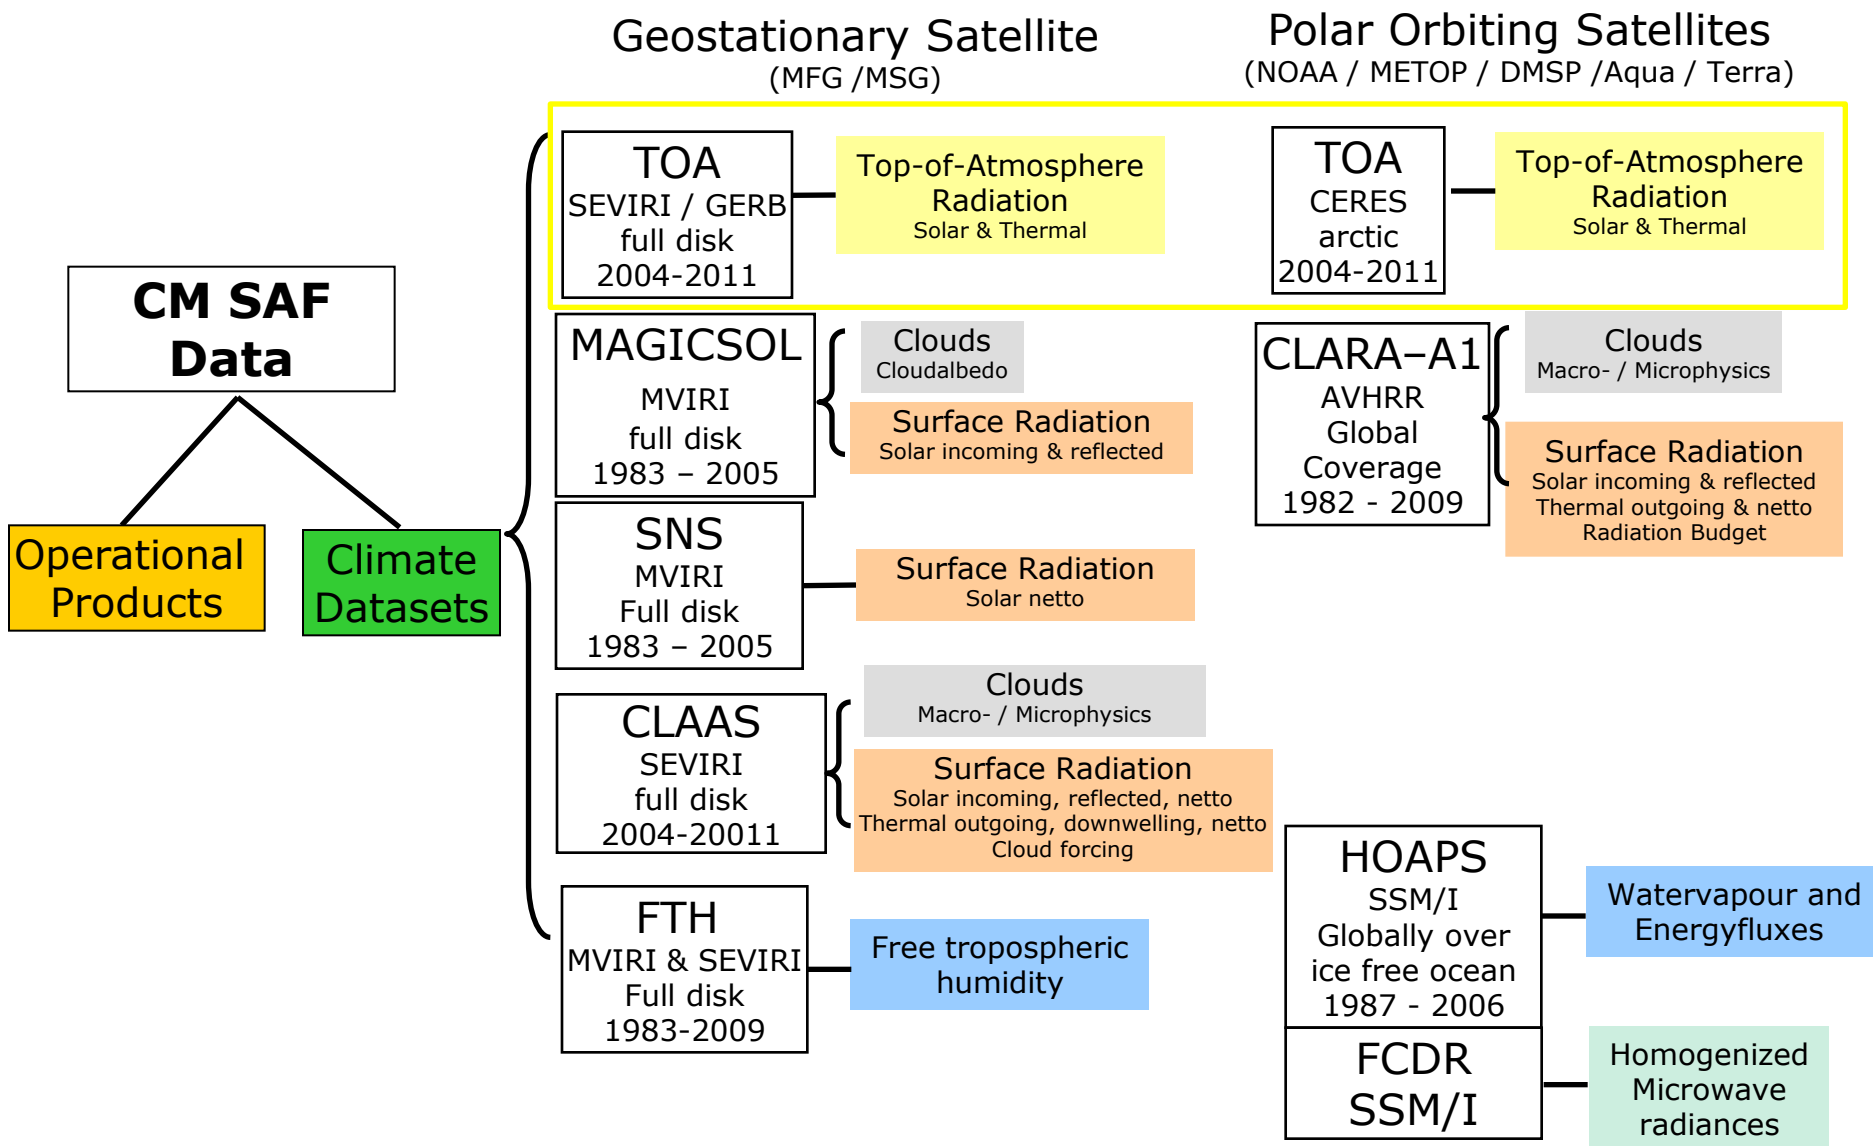 Geostationary Satellite
(MFG /MSG)
Polar Orbiting Satellites
(NOAA / METOP / DMSP /Aqua / Terra)
CM SAF
Data
Operational
Products
Climate
Datasets
TOA
SEVIRI / GERB
full disk
2004-2011
Top-of-Atmosphere
Radiation
Solar & Thermal
TOA
CERES
arctic
2004-2011
Top-of-Atmosphere
Radiation
Solar & Thermal
MAGICSOL
MVIRI
full disk
1983 – 2005
Clouds
Cloudalbedo
Surface Radiation
Solar incoming & reflected
CLARA–A1
AVHRR
Global
Coverage
1982 - 2009
Clouds
Macro- / Microphysics
Surface Radiation
Solar incoming & reflected
Thermal outgoing & netto
Radiation Budget
SNS
MVIRI
Full disk
1983 – 2005
Surface Radiation
Solar netto
CLAAS
SEVIRI
full disk
2004-20011
Clouds
Macro- / Microphysics
Surface Radiation
Solar incoming, reflected, netto
Thermal outgoing, downwelling, netto
Cloud forcing
FTH
MVIRI & SEVIRI
Full disk
1983-2009
Free tropospheric
humidity
HOAPS
SSM/I
Globally over
ice free ocean
1987 - 2006
Watervapour and
Energyfluxes
FCDR
SSM/I
Homogenized
Microwave
radiances